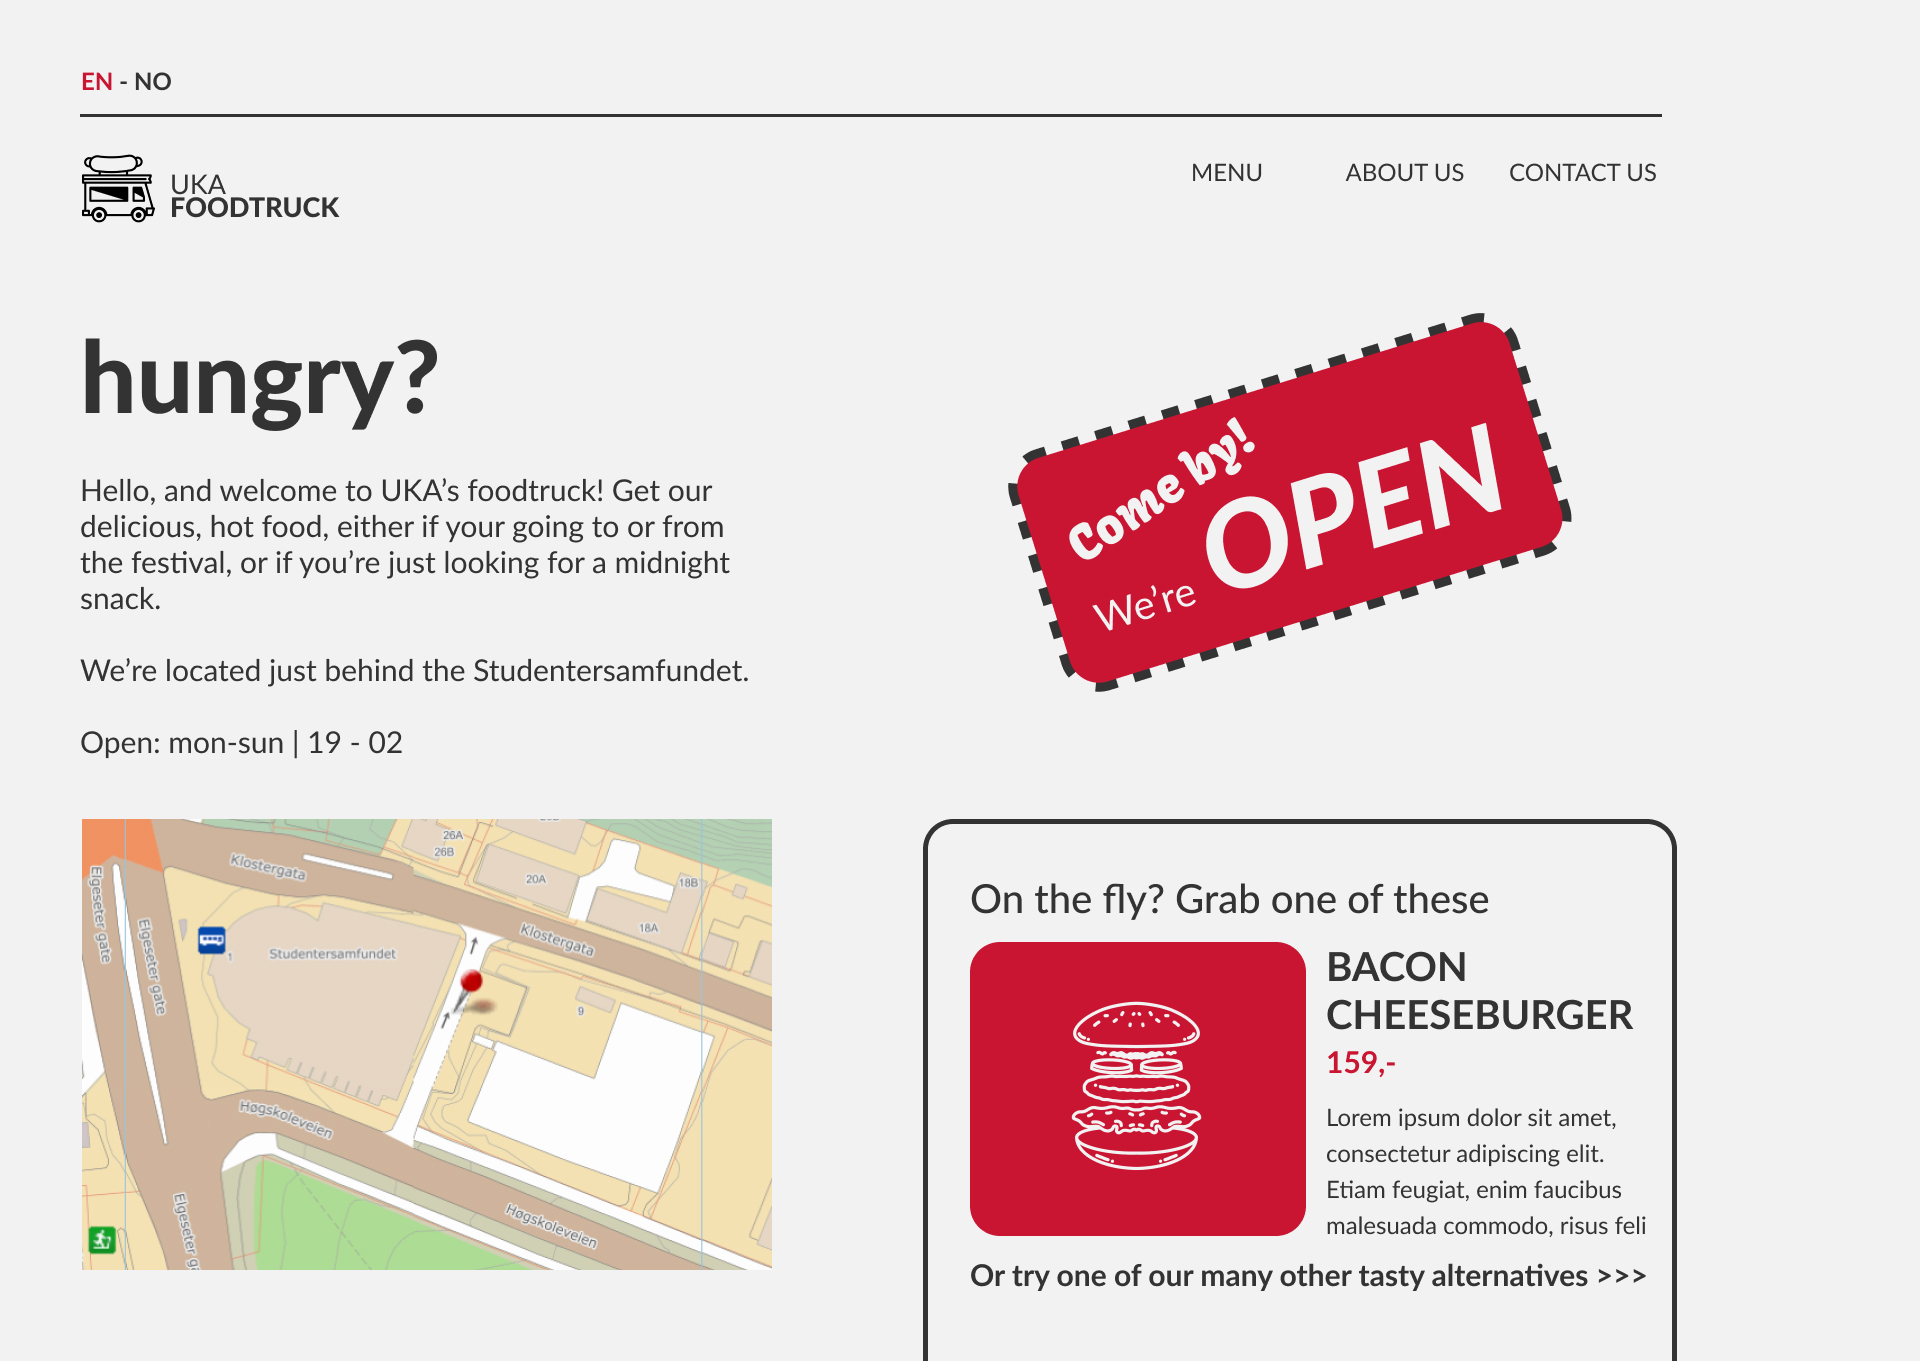 EN - NO
UKA
FOODTRUCK
MENU
ABOUT US
CONTACT US
hungry?
Hello, and welcome to UKA’s foodtruck! Get our
delicious, hot food, either if your going to or from
the festival, or if you’re just looking for a midnight
snack.
We’re located just behind the Studentersamfundet.
Open: mon-sun | 19 - 02
Come by!
We’re OPEN
26A
26B
20A
18B
18A
Klostergata
Klostergata
Elgeseter gate
Elgeseter gate
1
Studentersamfundet
9
Høgskoleveien
Høgskoleveien
Elgeseter ga
On the fly? Grab one of these
BACON
CHEESEBURGER
159,-
Lorem ipsum dolor sit amet,
consectetur adipiscing elit.
Etiam feugiat, enim faucibus
malesuada commodo, risus feli
Or try one of our many other tasty alternatives >>>